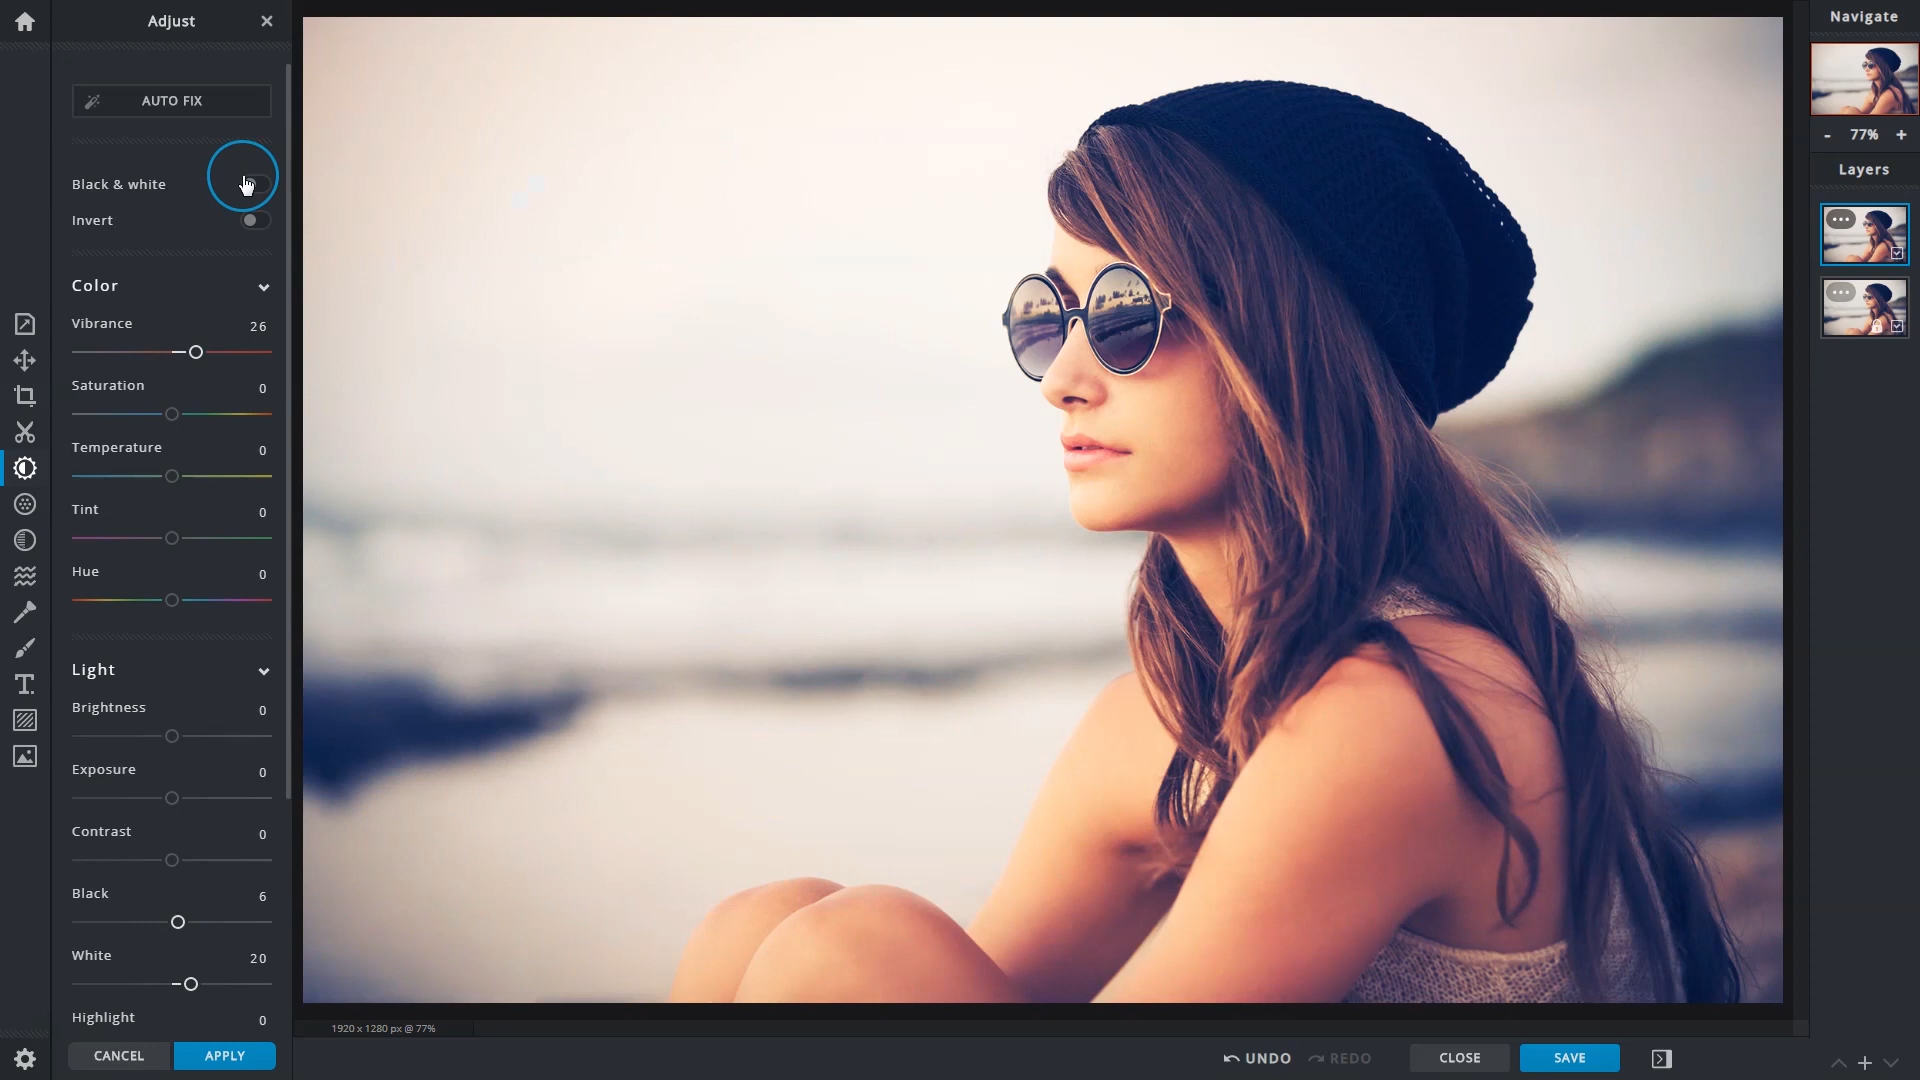 Adjust
AUTO FIX
Black & white
Invert
Color
Vibrance 26
Saturation 0
Temperature 0
Tint 0
Hue 0
Light
Brightness 0
Exposure 0
Contrast 0
Black 6
White 20
Highlight 0
CANCEL APPLY
1920 x 1280 px @ 77%
UNDO REDO CLOSE SAVE
Navigate
- 77% +
Layers